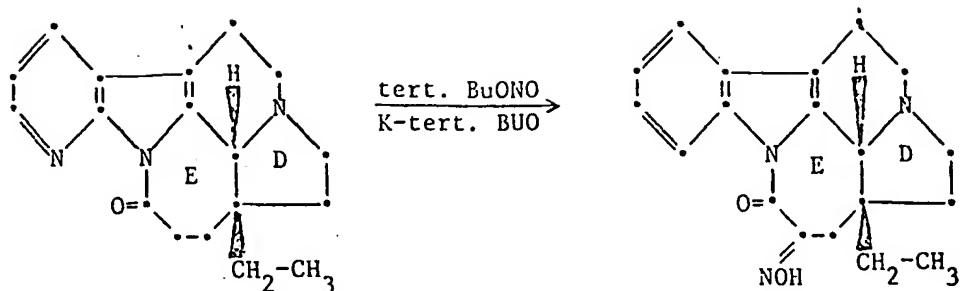 H
H
tert. BuONO
K-tert. BUO
N
N
N
N
N
E
D
E
D
O=
O=
NOH
CH2-CH3
CH2-CH3